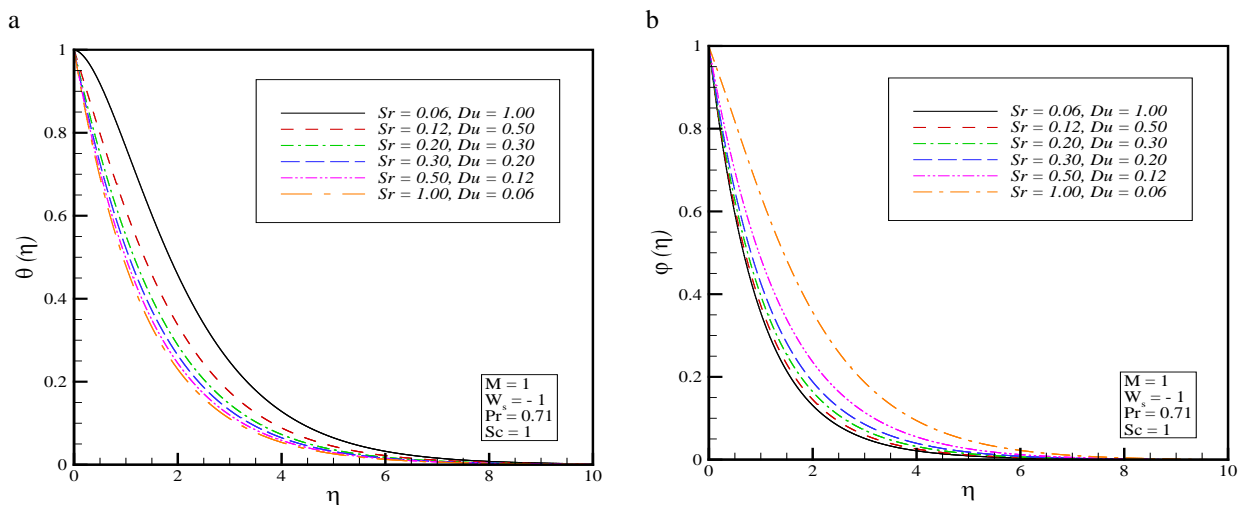 a
1
0.8
0.6
0.4
0.2
0
0 2 4 6 8 10
θ (η)
η
Sr = 0.06, Du = 1.00
Sr = 0.12, Du = 0.50
Sr = 0.20, Du = 0.30
Sr = 0.30, Du = 0.20
Sr = 0.50, Du = 0.12
Sr = 1.00, Du = 0.06
M = 1
W_s = - 1
Pr = 0.71
Sc = 1
b
1
0.8
0.6
0.4
0.2
0
0 2 4 6 8 10
φ (η)
η
Sr = 0.06, Du = 1.00
Sr = 0.12, Du = 0.50
Sr = 0.20, Du = 0.30
Sr = 0.30, Du = 0.20
Sr = 0.50, Du = 0.12
Sr = 1.00, Du = 0.06
M = 1
W_s = - 1
Pr = 0.71
Sc = 1